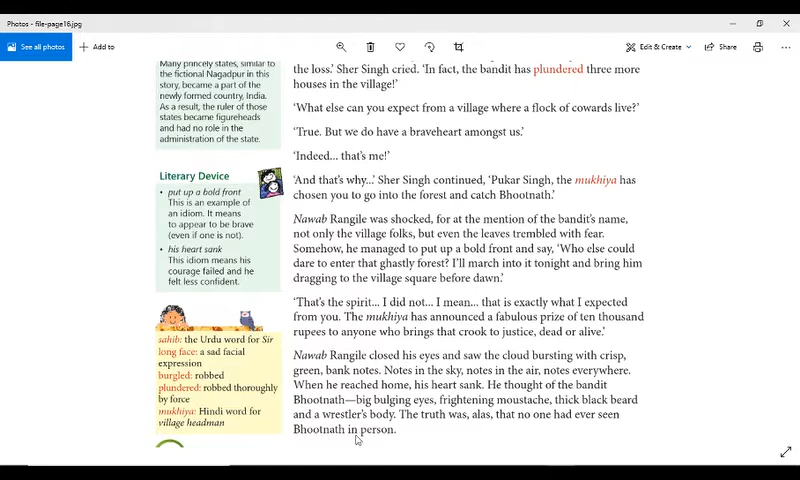 Photos - file-page16.jpg
See all photos
Add to
Edit & Create
Share
Many princely states, similar to
the fictional Nagadpur in this
story, became a part of the
newly formed country, India.
As a result, the ruler of those
states became figureheads
and had no role in the
administration of the state.
Literary Device
• put up a bold front
This is an example of
an idiom. It means
to appear to be brave
(even if one is not).
• his heart sank
This idiom means his
courage failed and he
felt less confident.
sahib: the Urdu word for Sir
long face: a sad facial
expression
burgled: robbed
plundered: robbed thoroughly
by force
mukhiya: Hindi word for
village headman
the loss.’ Sher Singh cried. ‘In fact, the bandit has plundered three more
houses in the village!’
‘What else can you expect from a village where a flock of cowards live?’
‘True. But we do have a braveheart amongst us.’
‘Indeed... that’s me!’
‘And that’s why...’ Sher Singh continued, ‘Pukar Singh, the mukhiya has
chosen you to go into the forest and catch Bhootnath.’
Nawab Rangile was shocked, for at the mention of the bandit’s name,
not only the village folks, but even the leaves trembled with fear.
Somehow, he managed to put up a bold front and say, ‘Who else could
dare to enter that ghastly forest? I’ll march into it tonight and bring him
dragging to the village square before dawn.’
‘That’s the spirit... I did not... I mean... that is exactly what I expected
from you. The mukhiya has announced a fabulous prize of ten thousand
rupees to anyone who brings that crook to justice, dead or alive.’
Nawab Rangile closed his eyes and saw the cloud bursting with crisp,
green, bank notes. Notes in the sky, notes in the air, notes everywhere.
When he reached home, his heart sank. He thought of the bandit
Bhootnath—big bulging eyes, frightening moustache, thick black beard
and a wrestler’s body. The truth was, alas, that no one had ever seen
Bhootnath in person.